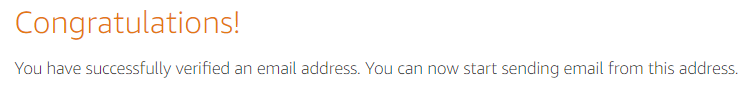 Congratulations!
You have successfully verified an email address. You can now start sending email from this address.